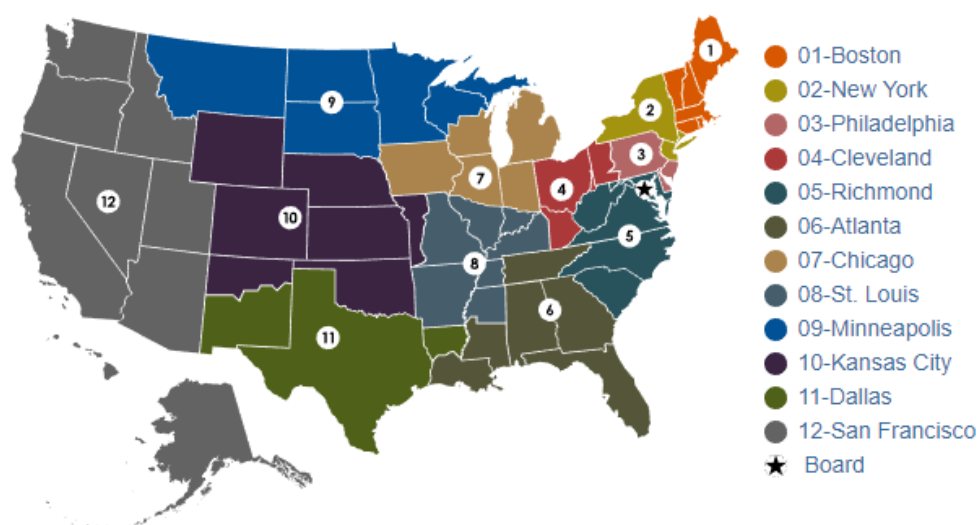 1
01-Boston
02-New York
2
03-Philadelphia
9
3
04-Cleveland
7
4
05-Richmond
12
10
5
06-Atlanta
8
07-Chicago
6
08-St. Louis
11
09-Minneapolis
10-Kansas City
11-Dallas
12-San Francisco
Board